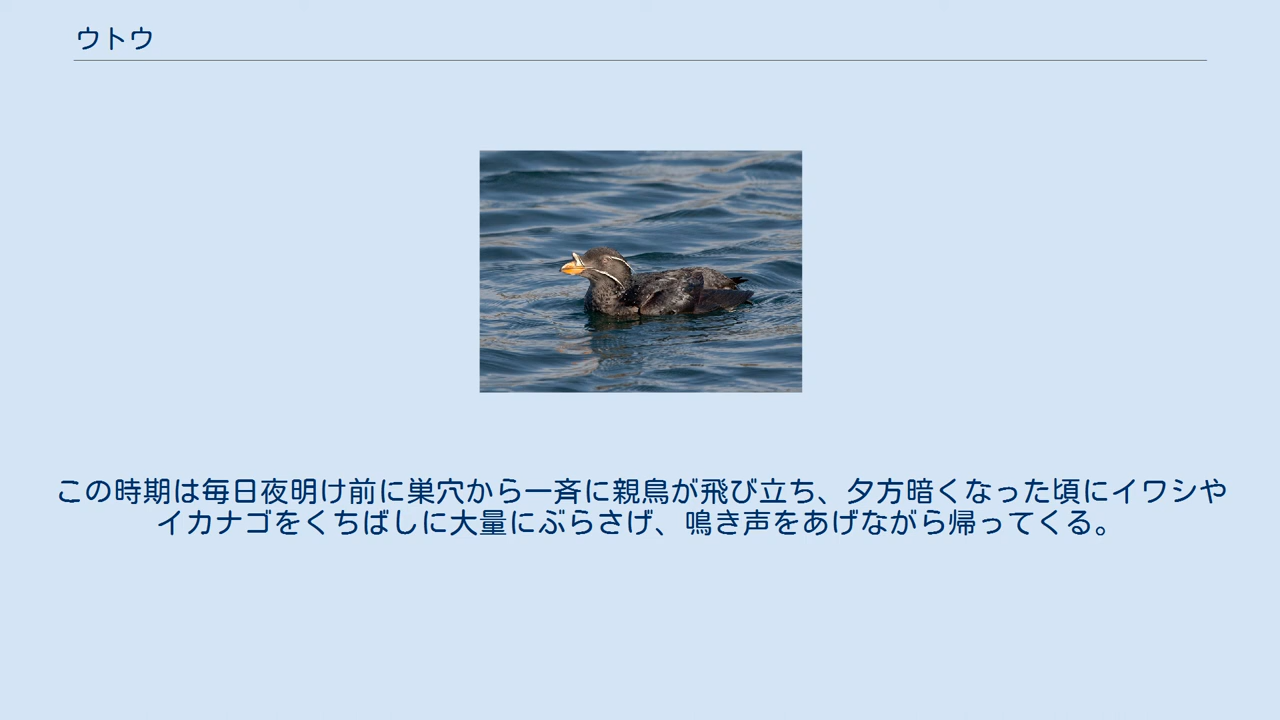 ウトウ
この時期は毎日夜明け前に巣穴から一斉に親鳥が飛び立ち、夕方暗くなった頃にイワシや
イカナゴをくちばしに大量にぶらさげ、鳴き声をあげながら帰ってくる。